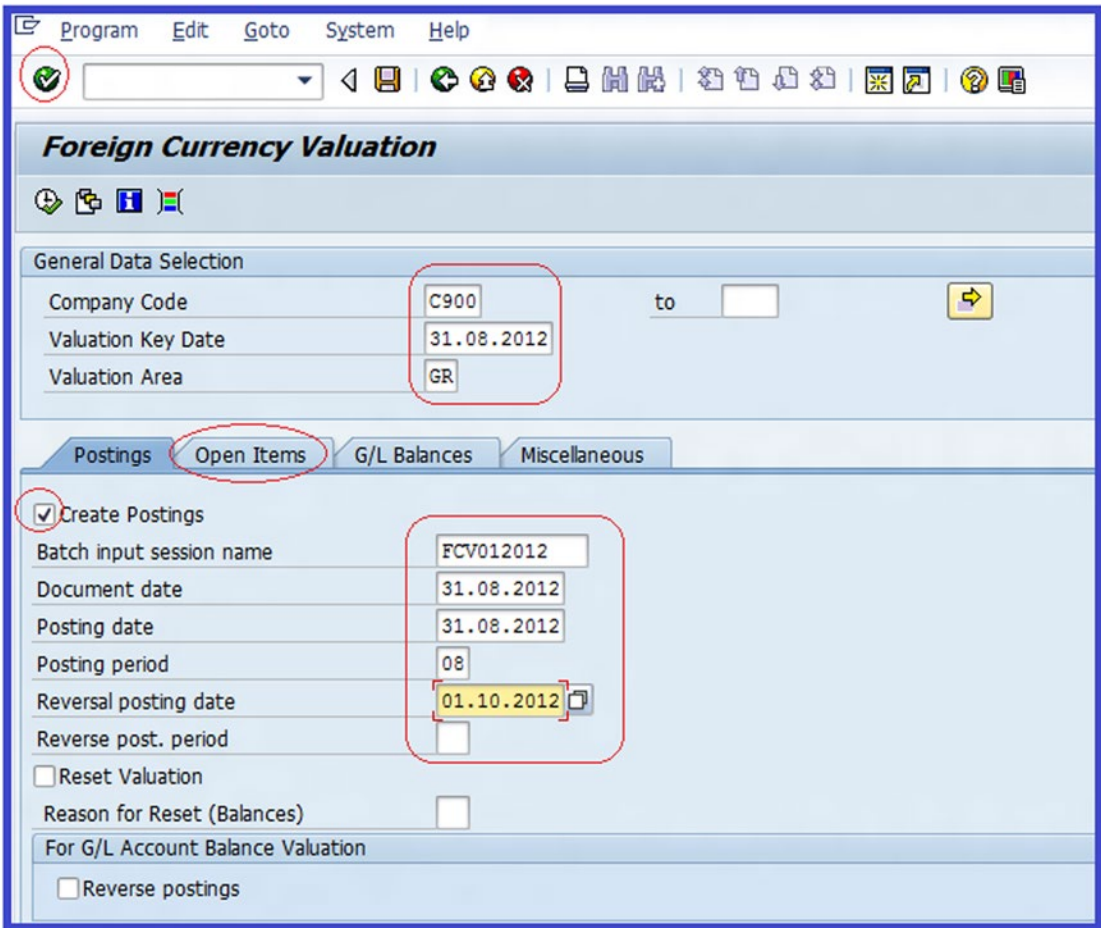 Program Edit Goto System Help
Foreign Currency Valuation
General Data Selection
Company Code C900 to
Valuation Key Date 31.08.2012
Valuation Area GR
Postings Open Items G/L Balances Miscellaneous
Create Postings
Batch input session name FCV012012
Document date 31.08.2012
Posting date 31.08.2012
Posting period 08
Reversal posting date 01.10.2012
Reverse post. period
Reset Valuation
Reason for Reset (Balances)
For G/L Account Balance Valuation
Reverse postings